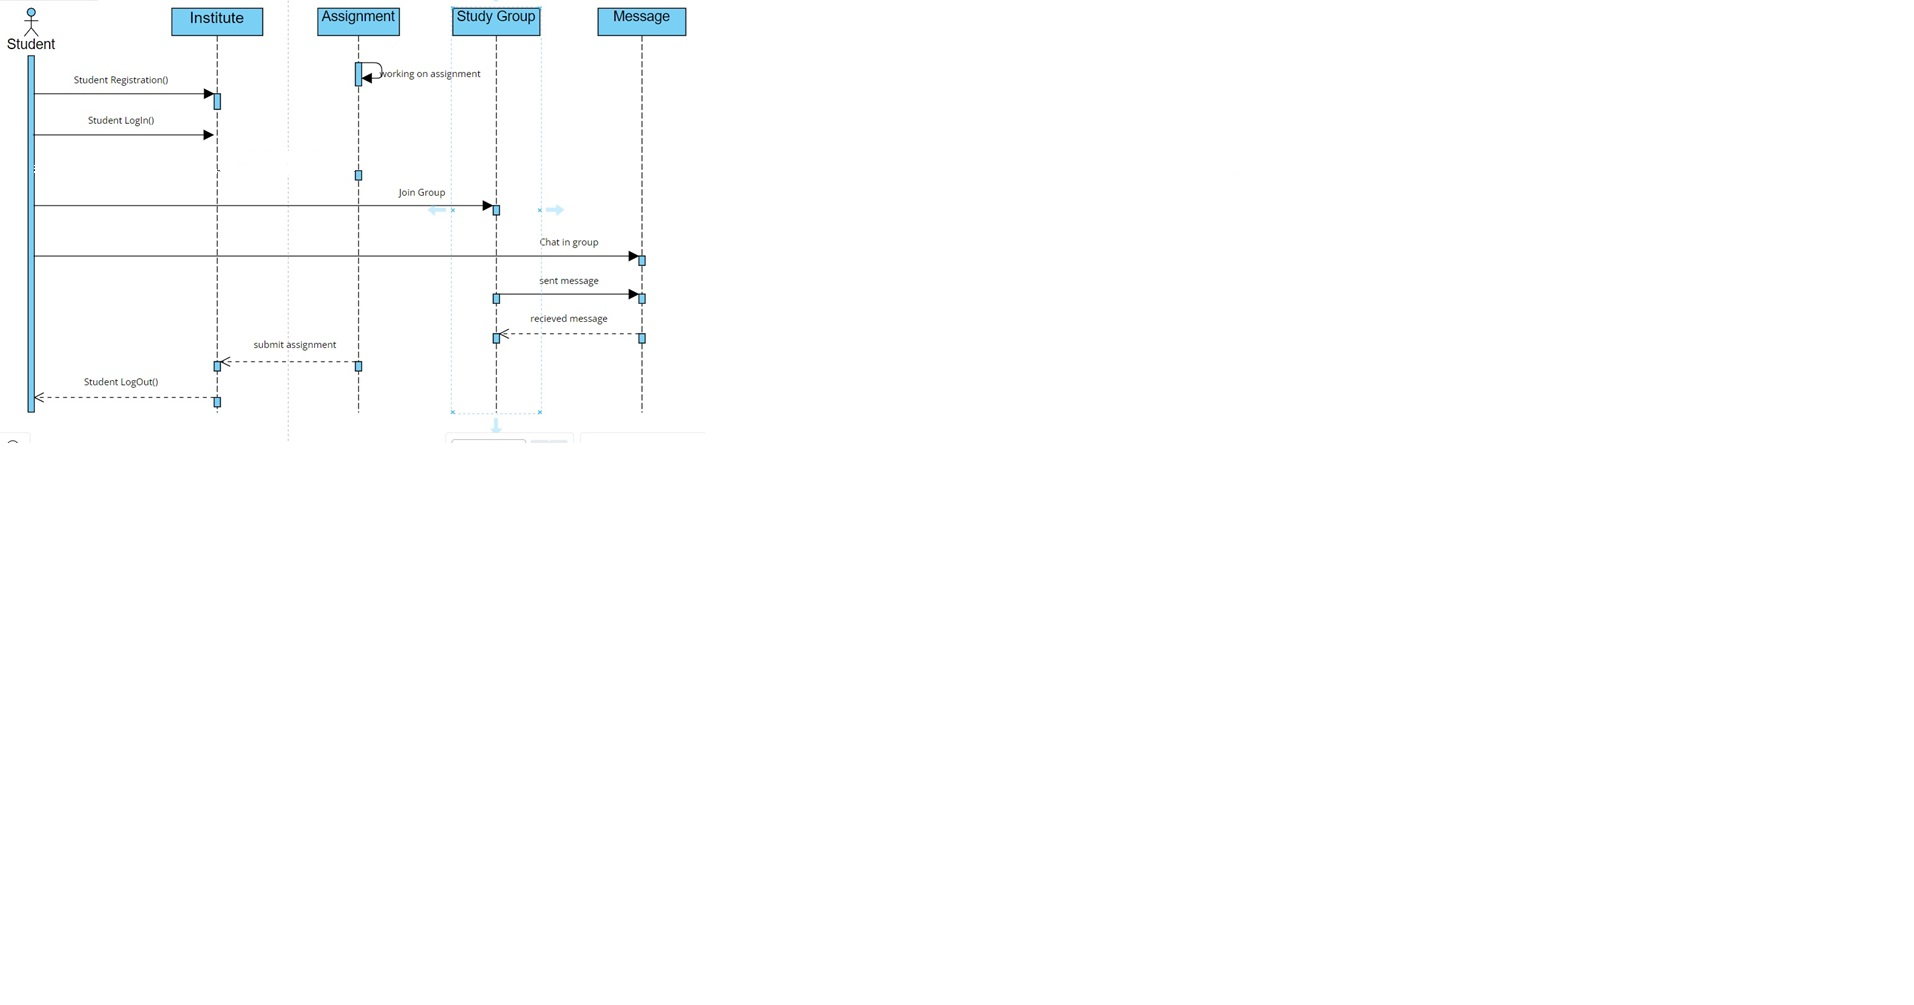 Student
Institute
Assignment
Study Group
Message
working on assignment
Student Registration()
Student LogIn()
Join Group
Chat in group
sent message
recieved message
submit assignment
Student LogOut()